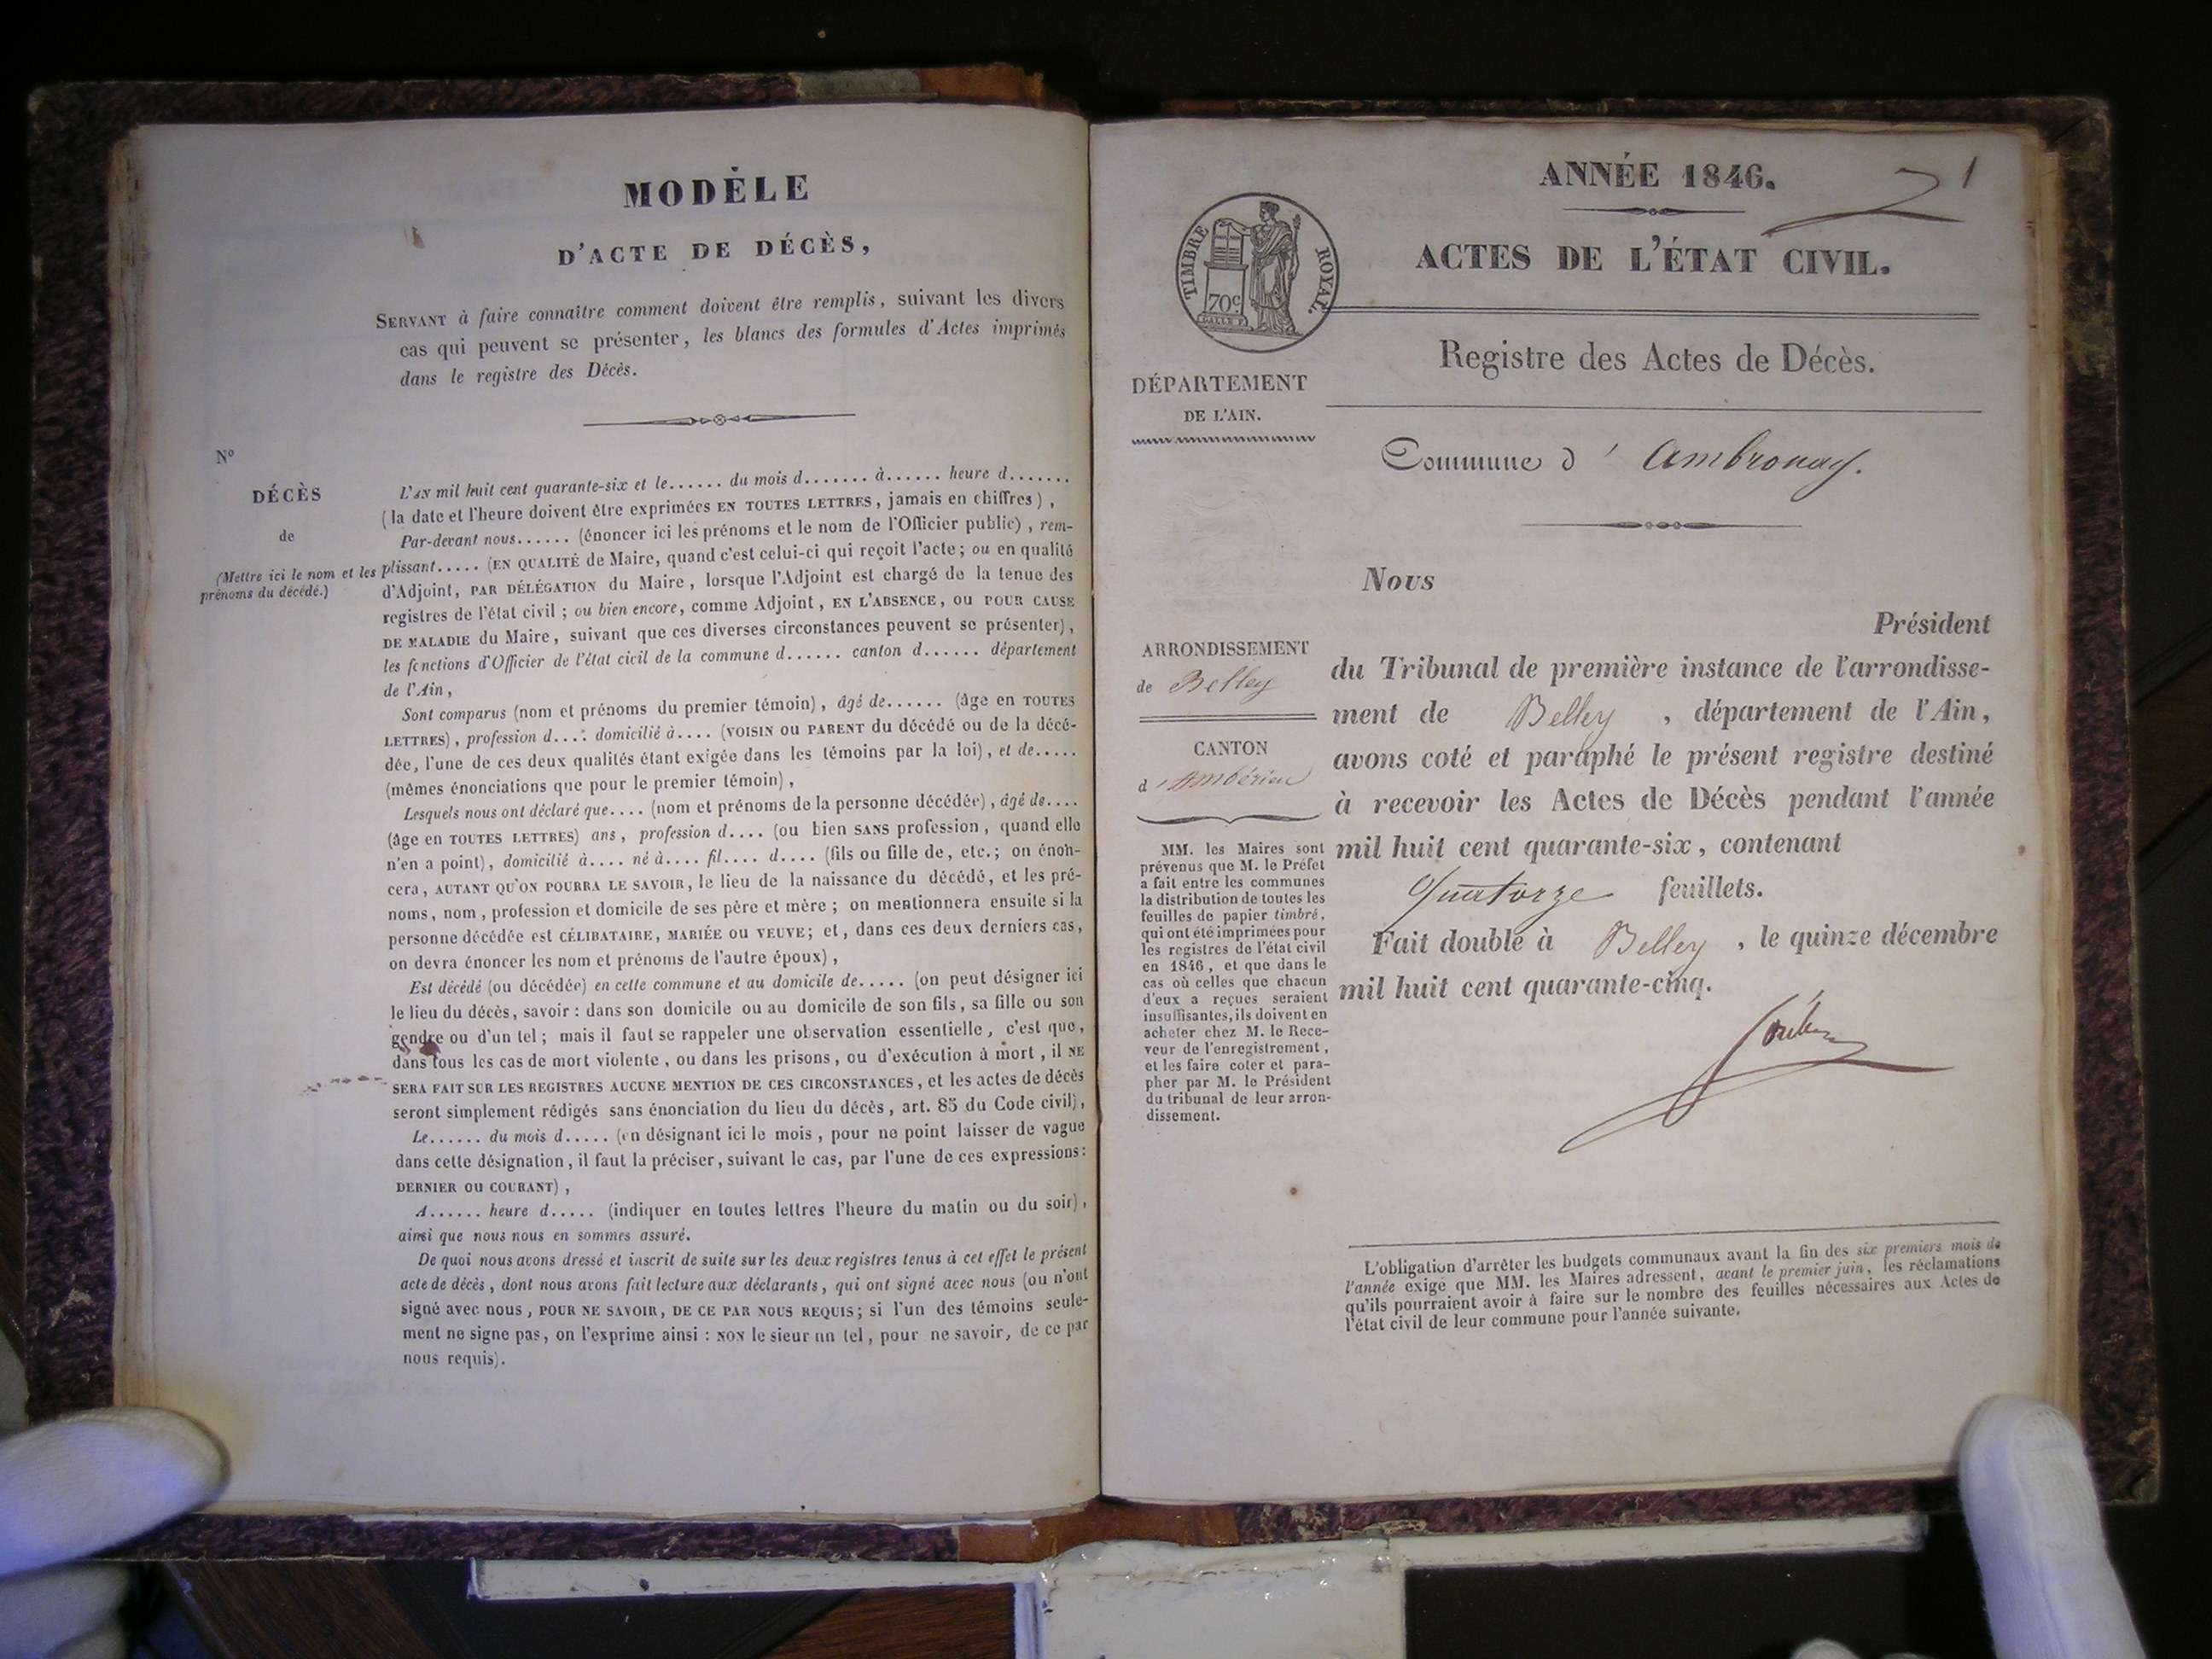 MODÈLE
D'ACTE DE DÉCÈS,
SERVANT à faire connaître comment doivent être remplis, suivant les divers
cas qui peuvent se présenter, les blancs des formules d'Actes imprimés
dans le registre des Décès.
No
DÉCÈS
de
(Mettre ici le nom et les
prénoms du décédé.)
L'AN mil huit cent quarante-six et le...... du mois d....... à...... heure d.......
(la date et l'heure doivent être exprimées EN TOUTES LETTRES, jamais en chiffres),
Par-devant nous...... (énoncer ici les prénoms et le nom de l'Officier public), rem-
plissant..... (EN QUALITÉ de Maire, quand c'est celui-ci qui reçoit l'acte; ou en qualité
d'Adjoint, PAR DÉLÉGATION du Maire, lorsque l'Adjoint est chargé de la tenue des
registres de l'état civil; ou bien encore, comme Adjoint, EN L'ABSENCE, OU POUR CAUSE
DE MALADIE du Maire, suivant que ces diverses circonstances peuvent se présenter),
les fonctions d'Officier de l'état civil de la commune d...... canton d...... département
de l'Ain,
Sont comparus (nom et prénoms du premier témoin), âgé de...... (âge en TOUTES
LETTRES), profession d.... domicilié à.... (VOISIN OU PARENT du décédé ou de la décé-
dée, l'une de ces deux qualités étant exigée dans les témoins par la loi), et de.....
(mêmes énonciations que pour le premier témoin),
Lesquels nous ont déclaré que.... (nom et prénoms de la personne décédée), âgé de....
(âge en TOUTES LETTRES) ans, profession d.... (ou bien SANS profession, quand elle
n'en a point), domicilié à.... né à.... fil.... d.... (fils ou fille de, etc.; on énon-
cera, AUTANT QU'ON POURRA LE SAVOIR, le lieu de la naissance du décédé, et les pré-
noms, nom, profession et domicile de ses père et mère; on mentionnera ensuite si la
personne décédée est CÉLIBATAIRE, MARIÉE OU VEUVE; et, dans ces deux derniers cas,
on devra énoncer les nom et prénoms de l'autre époux),
Est décédé (ou décédée) en cette commune et au domicile de..... (on peut désigner ici
le lieu du décès, savoir: dans son domicile ou au domicile de son fils, sa fille ou son
gendre ou d'un tel; mais il faut se rappeler une observation essentielle, c'est que,
dans tous les cas de mort violente, ou dans les prisons, ou d'exécution à mort, il NE
SERA FAIT SUR LES REGISTRES AUCUNE MENTION DE CES CIRCONSTANCES, et les actes de décès
seront simplement rédigés sans énonciation du lieu du décès, art. 85 du Code civil),
Le...... du mois d..... (en désignant ici le mois, pour ne point laisser de vague
dans cette désignation, il faut la préciser, suivant le cas, par l'une de ces expressions:
DERNIER OU COURANT),
A...... heure d..... (indiquer en toutes lettres l'heure du matin ou du soir),
ainsi que nous nous en sommes assuré.
De quoi nous avons dressé et inscrit de suite sur les deux registres tenus à cet effet le présent
acte de décès, dont nous avons fait lecture aux déclarants, qui ont signé avec nous (ou n'ont
signé avec nous, POUR NE SAVOIR, DE CE PAR NOUS REQUIS; si l'un des témoins seule-
ment ne signe pas, on l'exprime ainsi: NON le sieur un tel, pour ne savoir, de ce par
nous requis).
ANNÉE 1846.
1
TIMBRE ROYAL.
70c
ACTES DE L'ÉTAT CIVIL.
Registre des Actes de Décès.
DÉPARTEMENT
DE L'AIN.
Commune d' Ambronay.
ARRONDISSEMENT
de Belley
CANTON
d'Ambérieu
MM. les Maires sont
prévenus que M. le Préfet
a fait entre les communes
la distribution de toutes les
feuilles de papier timbré,
qui ont été imprimées pour
les registres de l'état civil
en 1846, et que dans le
cas où celles que chacun
d'eux a reçues seraient
insuffisantes, ils doivent en
acheter chez M. le Rece-
veur de l'enregistrement,
et les faire coter et para-
pher par M. le Président
du tribunal de leur arron-
dissement.
Nous
Président
du Tribunal de première instance de l'arrondisse-
ment de Belley, département de l'Ain,
avons coté et paraphé le présent registre destiné
à recevoir les Actes de Décès pendant l'année
mil huit cent quarante-six, contenant
Quatorze feuillets.
Fait double à Belley, le quinze décembre
mil huit cent quarante-cinq.
L'obligation d'arrêter les budgets communaux avant la fin des six premiers mois de
l'année exige que MM. les Maires adressent, avant le premier juin, les réclamations
qu'ils pourraient avoir à faire sur le nombre des feuilles nécessaires aux Actes de
l'état civil de leur commune pour l'année suivante.